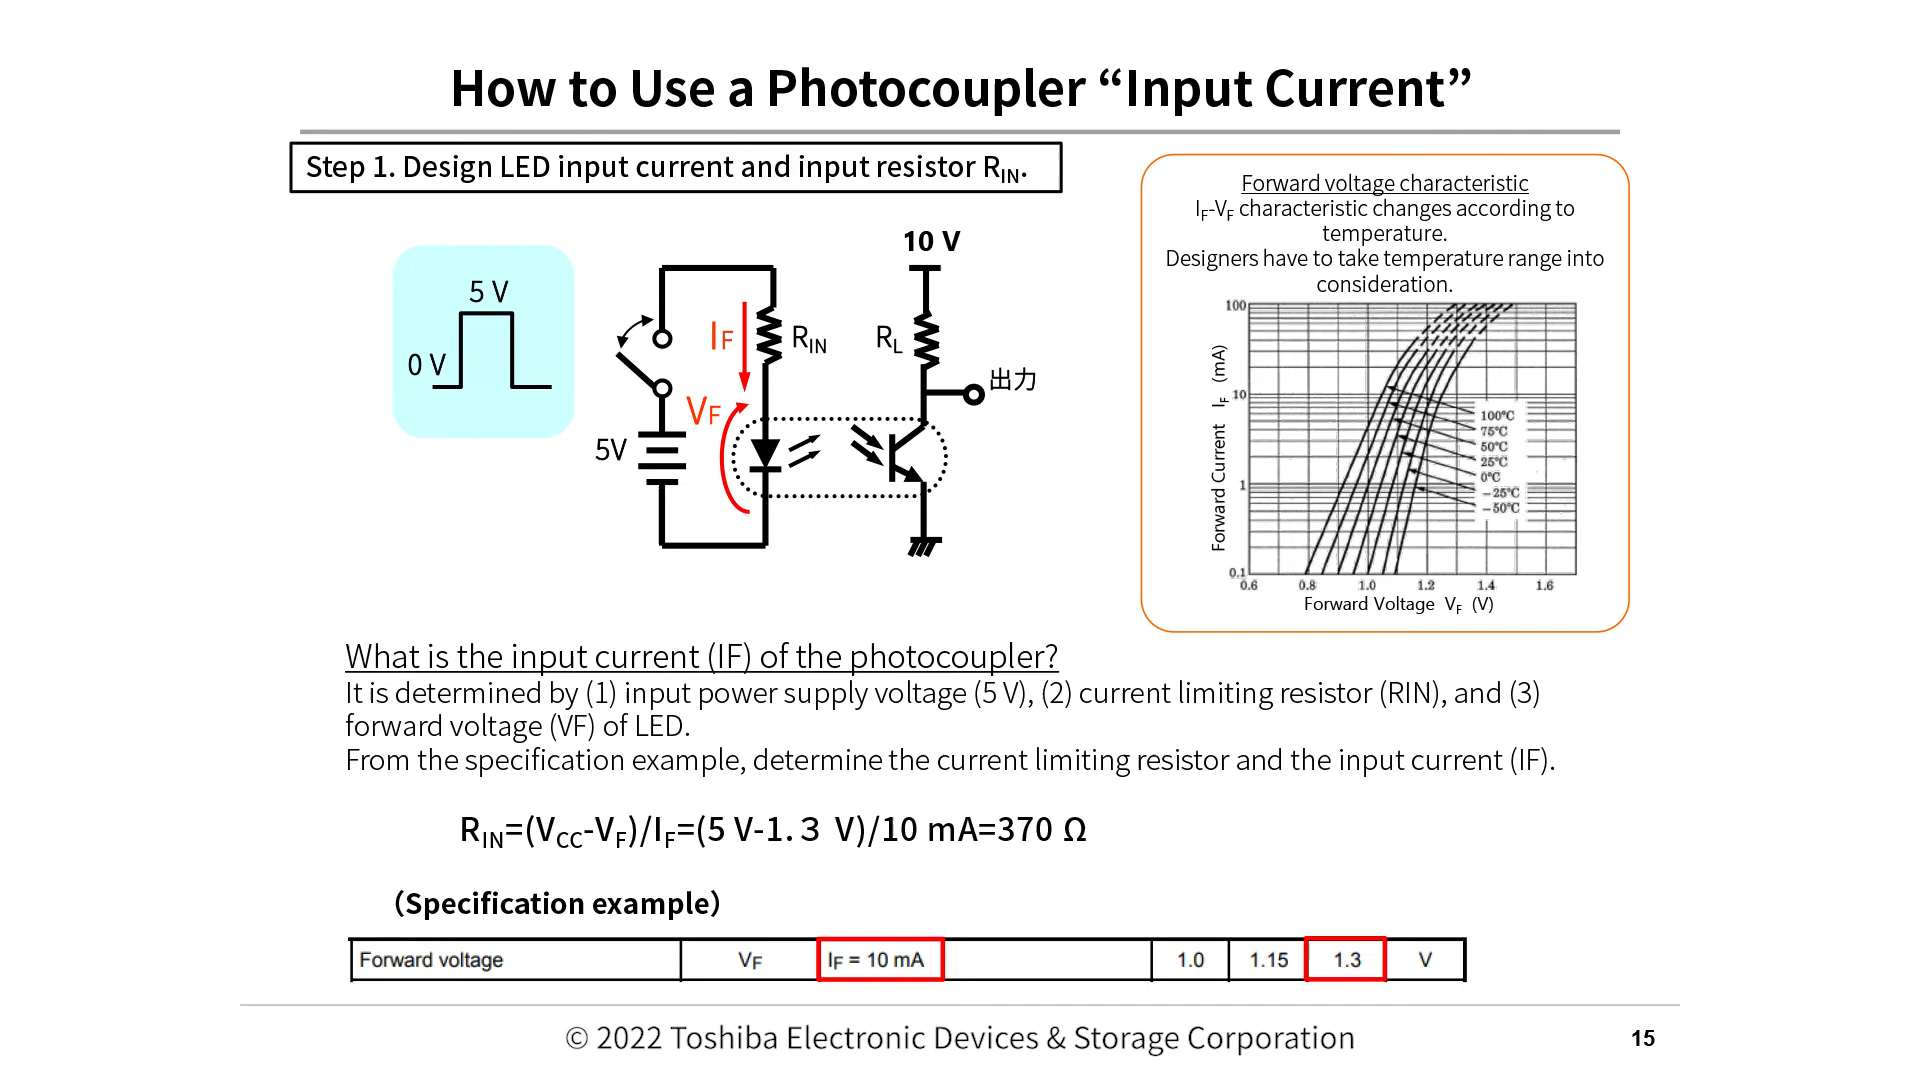 How to Use a Photocoupler “Input Current”
Step 1. Design LED input current and input resistor RIN.
5 V
0 V
10 V
IF
RIN
RL
出力
VF
5V
Forward voltage characteristic
IF-VF characteristic changes according to
temperature.
Designers have to take temperature range into
consideration.
Forward Current IF (mA)
100
10
1
0.1
100℃
75℃
50℃
25℃
0℃
−25℃
−50℃
0.6 0.8 1.0 1.2 1.4 1.6
Forward Voltage VF (V)
What is the input current (IF) of the photocoupler?
It is determined by (1) input power supply voltage (5 V), (2) current limiting resistor (RIN), and (3)
forward voltage (VF) of LED.
From the specification example, determine the current limiting resistor and the input current (IF).
RIN=(VCC-VF)/IF=(5 V-1.３ V)/10 mA=370 Ω
（Specification example）
Forward voltage VF IF = 10 mA 1.0 1.15 1.3 V
© 2022 Toshiba Electronic Devices & Storage Corporation
15